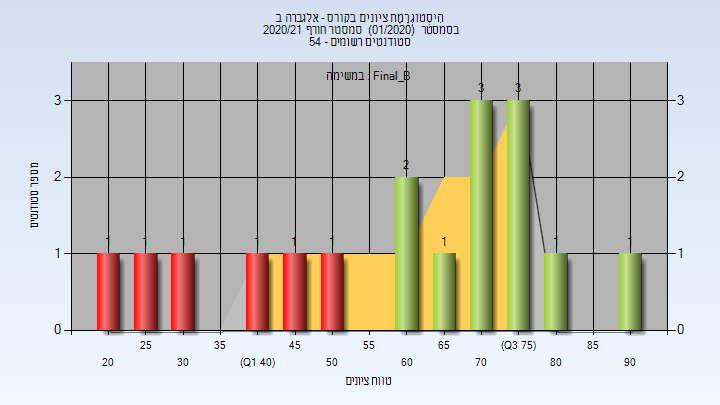 היסטוגרמת ציונים בקורס - אלגברה ב
בסמסטר (01/2020) סמסטר חורף 2020/21
סטודנטים רשומים - 54
במשימה : Final_B
3 3 3 3
2 2 2
1 1 1 1 1 1 1 1 1 1 1
0 0
25 35 45 55 65 (Q3 75) 85
20 30 (Q1 40) 50 60 70 80 90
טווח ציונים
מספר סטודנטים